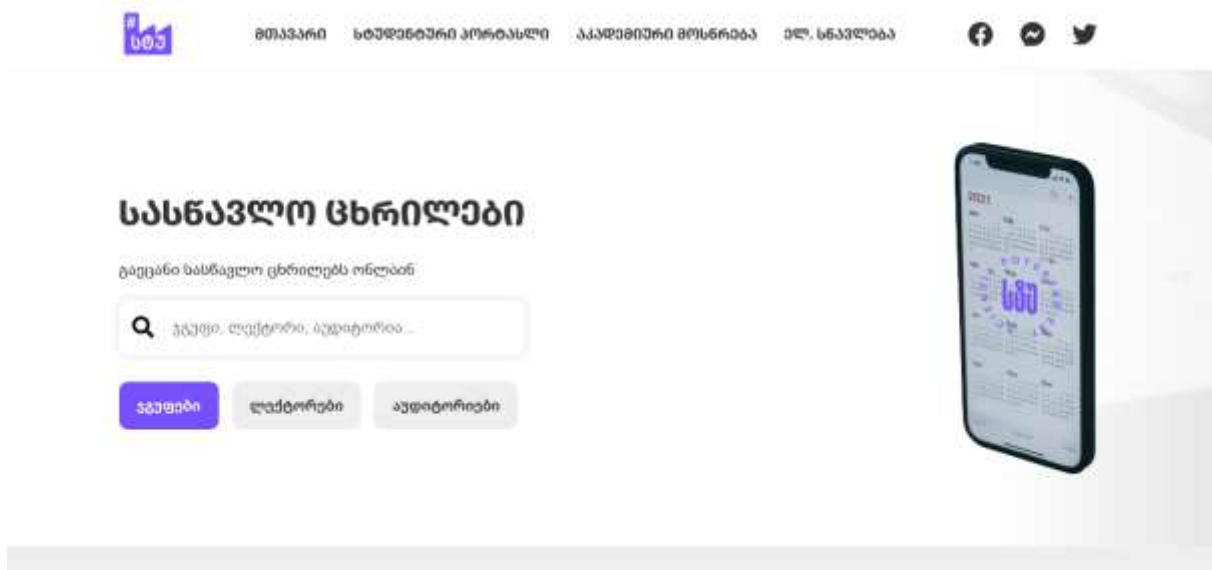 #
სტუ
მთავარი სტუდენტური პორტალი აკადემიური მოსწრება ელ. სწავლება
სასწავლო ცხრილები
გაეცანი სასწავლო ცხრილებს ონლაინ
ჯგუფი, ლექტორი, აუდიტორია ...
ჯგუფები ლექტორები აუდიტორიები
2021